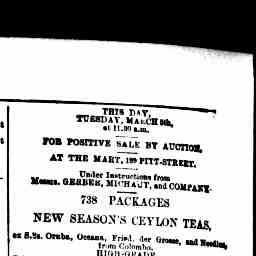 THIS DAY,
TUESDAY, MARCH 5th,
at 11.30 a.m.
FOR POSITIVE SALE BY AUCTION,
AT THE MART, 189 PITT-STREET.
Under Instructions from
Messrs. GERBER, MICHAUT, and COMPANY.
738 PACKAGES
NEW SEASON'S CEYLON TEAS,
ex S.'s. Oruba, Oceana, Fried. der Grosse, and Needles,
from Colombo.
HIGH-GRADE